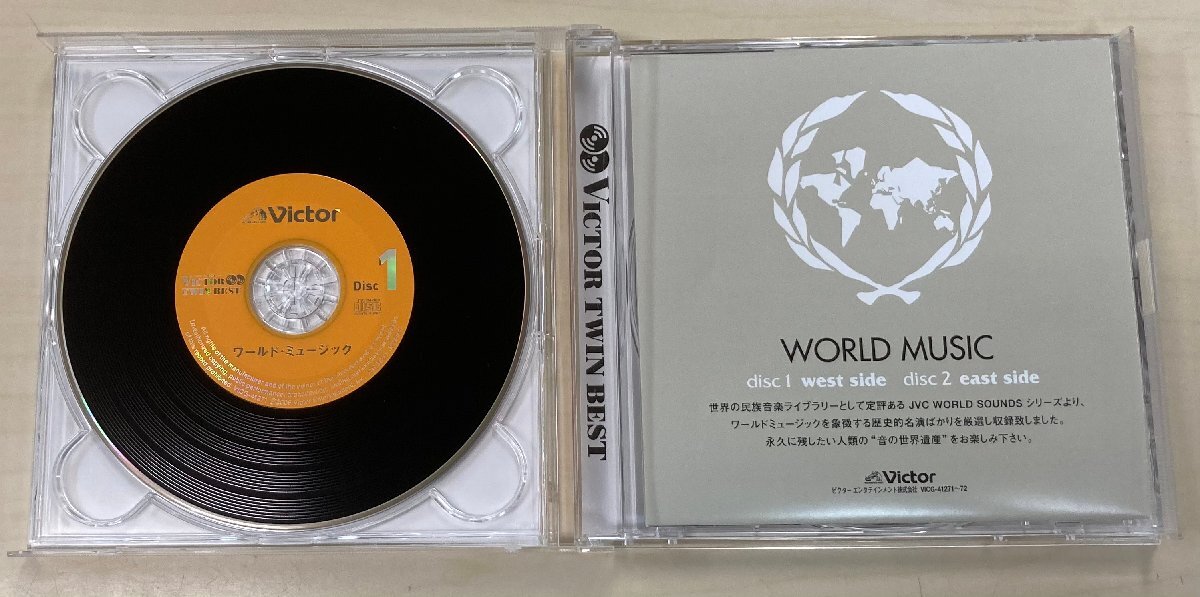 Victor
VICTOR
TWIN BEST
Disc 1
ワールド・ミュージック
VICTOR TWIN BEST
WORLD MUSIC
disc 1 west side disc 2 east side
世界の民族音楽ライブラリーとして定評ある JVC WORLD SOUNDS シリーズより、
ワールドミュージックを象徴する歴史的名演ばかりを厳選し収録致しました。
永久に残したい人類の“音の世界遺産”をお楽しみ下さい。
Victor
ビクター エンタテインメント株式会社 VICG-41271~72